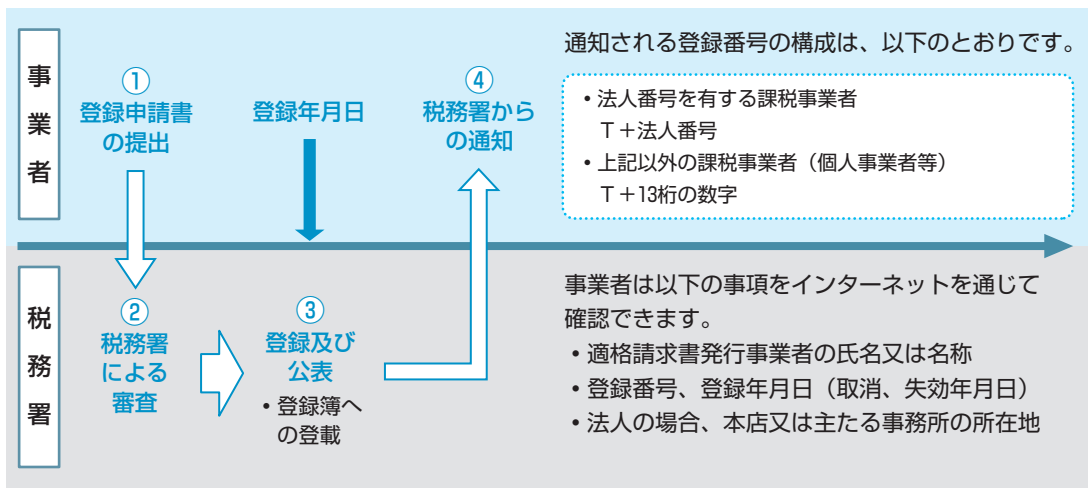 事業者
①
登録申請書
の提出
登録年月日
④
税務署から
の通知
通知される登録番号の構成は、以下のとおりです。
・法人番号を有する課税事業者
T＋法人番号
・上記以外の課税事業者（個人事業者等）
T＋13桁の数字
税務署
②
税務署
による
審査
③
登録及び
公表
・登録簿へ
の登載
事業者は以下の事項をインターネットを通じて
確認できます。
・適格請求書発行事業者の氏名又は名称
・登録番号、登録年月日（取消、失効年月日）
・法人の場合、本店又は主たる事務所の所在地